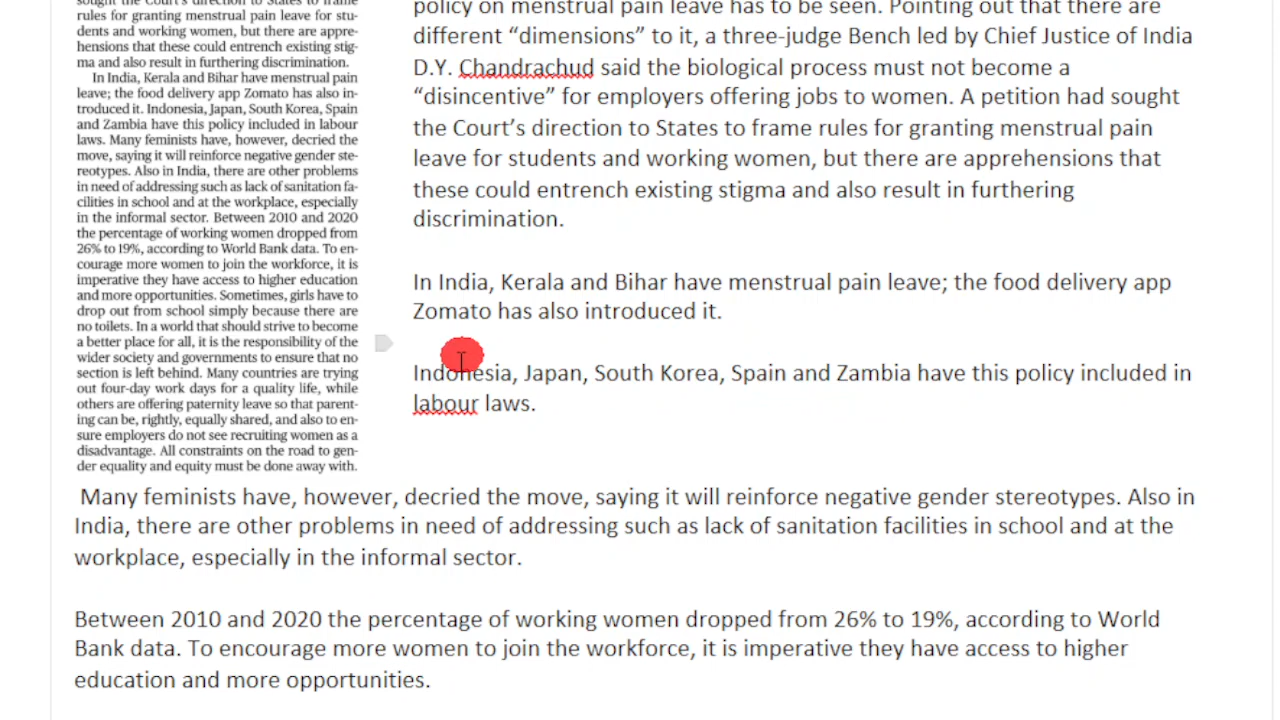 sought the Court's direction to States to frame
rules for granting menstrual pain leave for stu-
dents and working women, but there are appre-
hensions that these could entrench existing stig-
ma and also result in furthering discrimination.
In India, Kerala and Bihar have menstrual pain
leave; the food delivery app Zomato has also in-
troduced it. Indonesia, Japan, South Korea, Spain
and Zambia have this policy included in labour
laws. Many feminists have, however, decried the
move, saying it will reinforce negative gender ste-
reotypes. Also in India, there are other problems
in need of addressing such as lack of sanitation fa-
cilities in school and at the workplace, especially
in the informal sector. Between 2010 and 2020
the percentage of working women dropped from
26% to 19%, according to World Bank data. To en-
courage more women to join the workforce, it is
imperative they have access to higher education
and more opportunities. Sometimes, girls have to
drop out from school simply because there are
no toilets. In a world that should strive to become
a better place for all, it is the responsibility of the
wider society and governments to ensure that no
section is left behind. Many countries are trying
out four-day work days for a quality life, while
others are offering paternity leave so that parent-
ing can be, rightly, equally shared, and also to en-
sure employers do not see recruiting women as a
disadvantage. All constraints on the road to gen-
der equality and equity must be done away with.
policy on menstrual pain leave has to be seen. Pointing out that there are
different “dimensions” to it, a three-judge Bench led by Chief Justice of India
D.Y. Chandrachud said the biological process must not become a
“disincentive” for employers offering jobs to women. A petition had sought
the Court’s direction to States to frame rules for granting menstrual pain
leave for students and working women, but there are apprehensions that
these could entrench existing stigma and also result in furthering
discrimination.
In India, Kerala and Bihar have menstrual pain leave; the food delivery app
Zomato has also introduced it.
Indonesia, Japan, South Korea, Spain and Zambia have this policy included in
labour laws.
Many feminists have, however, decried the move, saying it will reinforce negative gender stereotypes. Also in
India, there are other problems in need of addressing such as lack of sanitation facilities in school and at the
workplace, especially in the informal sector.
Between 2010 and 2020 the percentage of working women dropped from 26% to 19%, according to World
Bank data. To encourage more women to join the workforce, it is imperative they have access to higher
education and more opportunities.